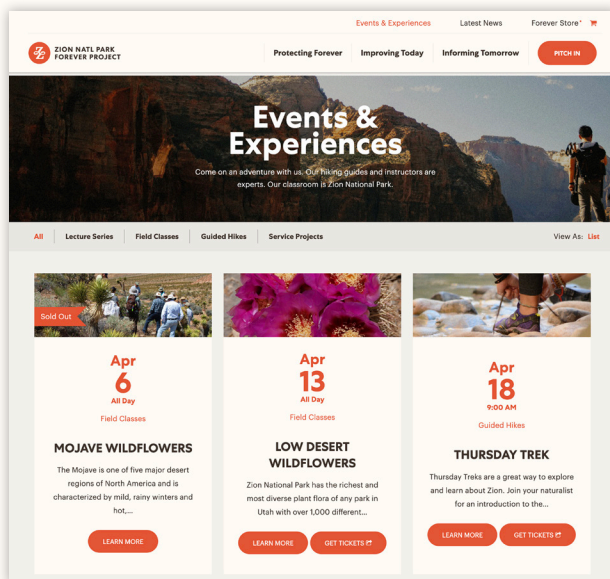 Events & Experiences
Latest News
Forever Store*
ZION NATL PARK
FOREVER PROJECT
Protecting Forever
Improving Today
Informing Tomorrow
PITCH IN
Events &
Experiences
Come on an adventure with us. Our hiking guides and instructors are
experts. Our classroom is Zion National Park.
All
Lecture Series
Field Classes
Guided Hikes
Service Projects
View As: List
Sold Out
Apr
6
All Day
Field Classes
MOJAVE WILDFLOWERS
The Mojave is one of five major desert
regions of North America and is
characterized by mild, rainy winters and
hot,...
LEARN MORE
Apr
13
All Day
Field Classes
LOW DESERT
WILDFLOWERS
Zion National Park has the richest and
most diverse plant flora of any park in
Utah with over 1,000 different...
LEARN MORE
GET TICKETS
Apr
18
9:00 AM
Guided Hikes
THURSDAY TREK
Thursday Treks are a great way to explore
and learn about Zion. Join your naturalist
for an introduction to the...
LEARN MORE
GET TICKETS